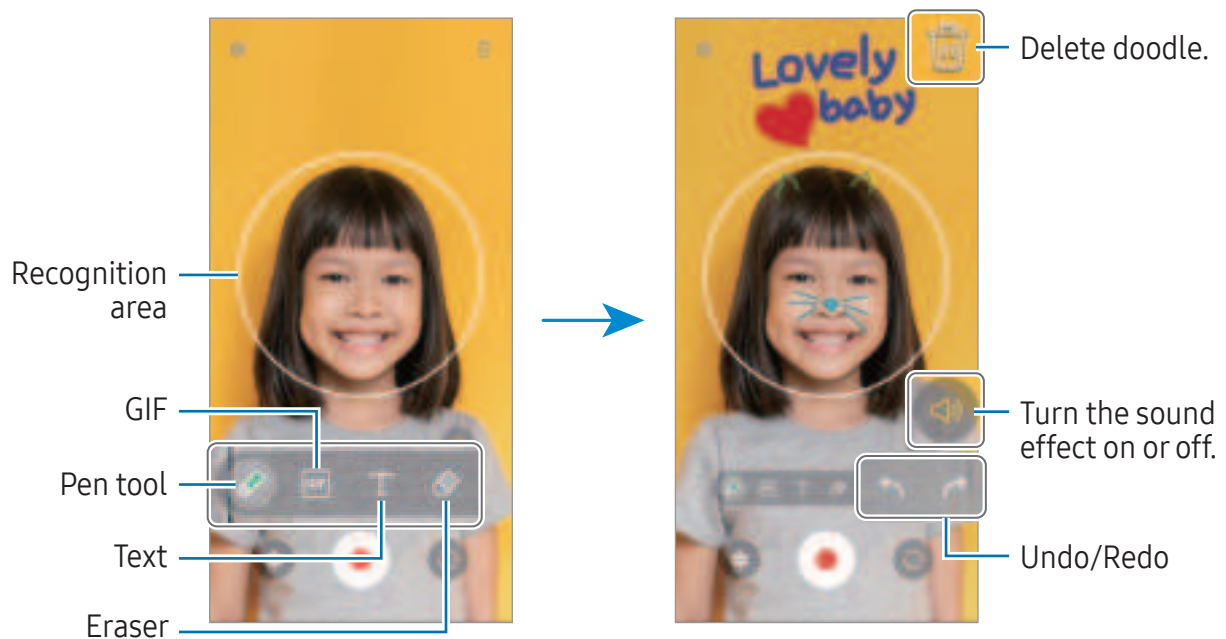 Lovely
baby
Delete doodle.
Recognition
area
GIF
Pen tool
Text
Eraser
Turn the sound
effect on or off.
Undo/Redo